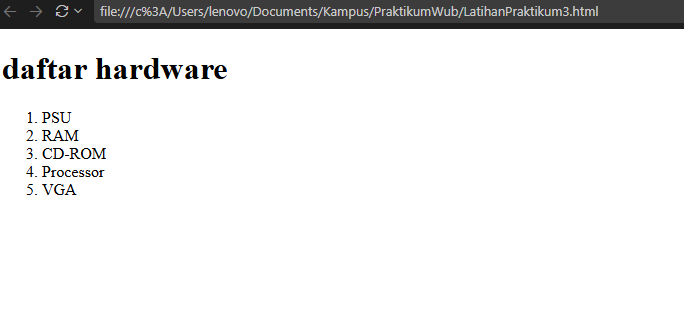 file:///c%3A/Users/lenovo/Documents/Kampus/PraktikumWub/LatihanPraktikum3.html
daftar hardware
1. PSU
2. RAM
3. CD-ROM
4. Processor
5. VGA